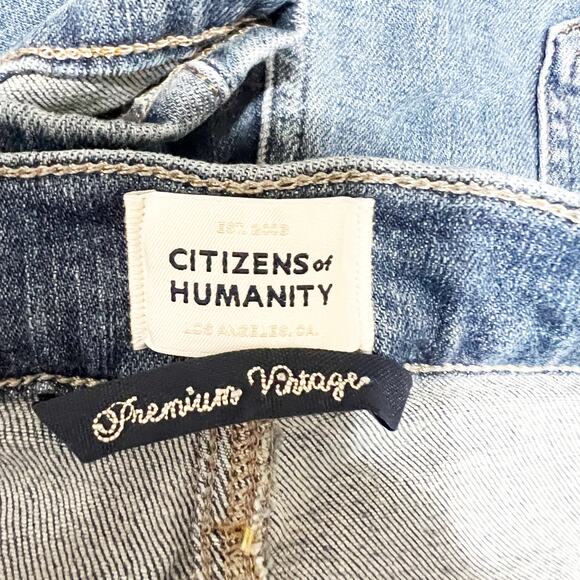 EST. 2003
CITIZENS of
HUMANITY
LOS ANGELES, CA.
Premium Vintage